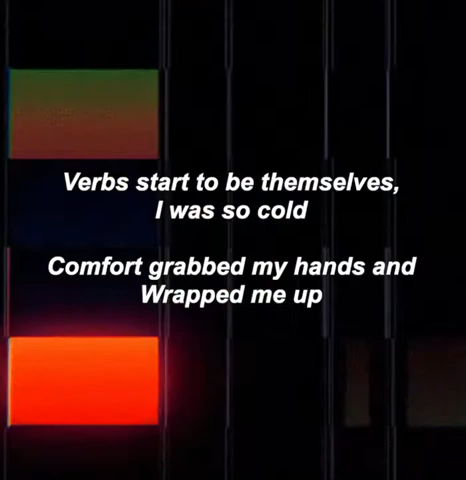 Verbs start to be themselves,
I was so cold
Comfort grabbed my hands and
Wrapped me up